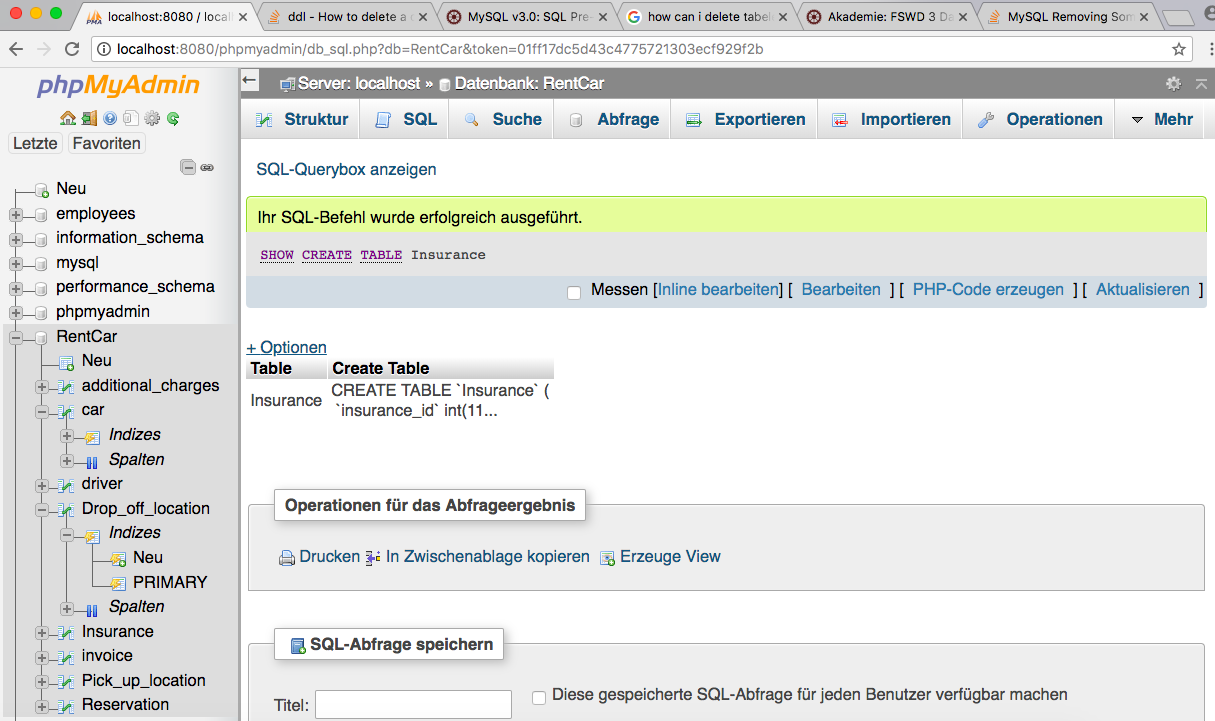 localhost:8080 / locall
ddl - How to delete a
MySQL v3.0: SQL Pre-
how can i delete tabel
Akademie: FSWD 3 Da
MySQL Removing Som
localhost:8080/phpmyadmin/db_sql.php?db=RentCar&token=01ff17dc5d43c4775721303ecf929f2b
phpMyAdmin
Letzte Favoriten
Neu
employees
information_schema
mysql
performance_schema
phpmyadmin
RentCar
Neu
additional_charges
car
Indizes
Spalten
driver
Drop_off_location
Indizes
Neu
PRIMARY
Spalten
Insurance
invoice
Pick_up_location
Reservation
Server: localhost » Datenbank: RentCar
Struktur SQL Suche Abfrage Exportieren Importieren Operationen Mehr
SQL-Querybox anzeigen
Ihr SQL-Befehl wurde erfolgreich ausgeführt.
SHOW CREATE TABLE Insurance
Messen [Inline bearbeiten] [ Bearbeiten ] [ PHP-Code erzeugen ] [ Aktualisieren ]
+ Optionen
Table Create Table
Insurance CREATE TABLE `Insurance` (
`insurance_id` int(11...
Operationen für das Abfrageergebnis
Drucken In Zwischenablage kopieren Erzeuge View
SQL-Abfrage speichern
Titel: Diese gespeicherte SQL-Abfrage für jeden Benutzer verfügbar machen